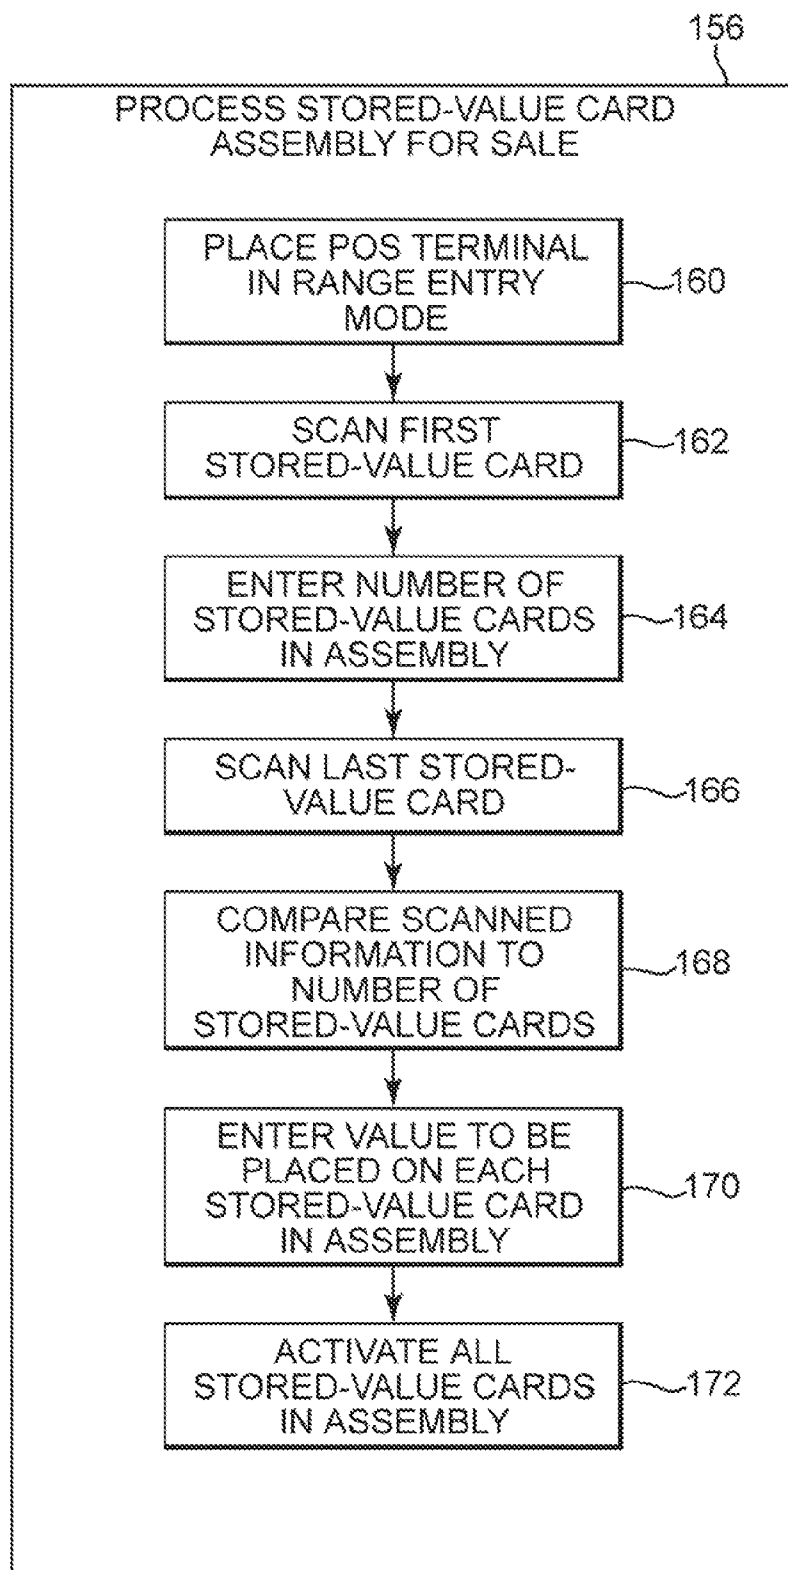 156
PROCESS STORED-VALUE CARD
ASSEMBLY FOR SALE
PLACE POS TERMINAL
IN RANGE ENTRY
MODE
160
SCAN FIRST
STORED-VALUE CARD
162
ENTER NUMBER OF
STORED-VALUE CARDS
IN ASSEMBLY
164
SCAN LAST STORED-
VALUE CARD
166
COMPARE SCANNED
INFORMATION TO
NUMBER OF
STORED-VALUE CARDS
168
ENTER VALUE TO BE
PLACED ON EACH
STORED-VALUE CARD
IN ASSEMBLY
170
ACTIVATE ALL
STORED-VALUE CARDS
IN ASSEMBLY
172